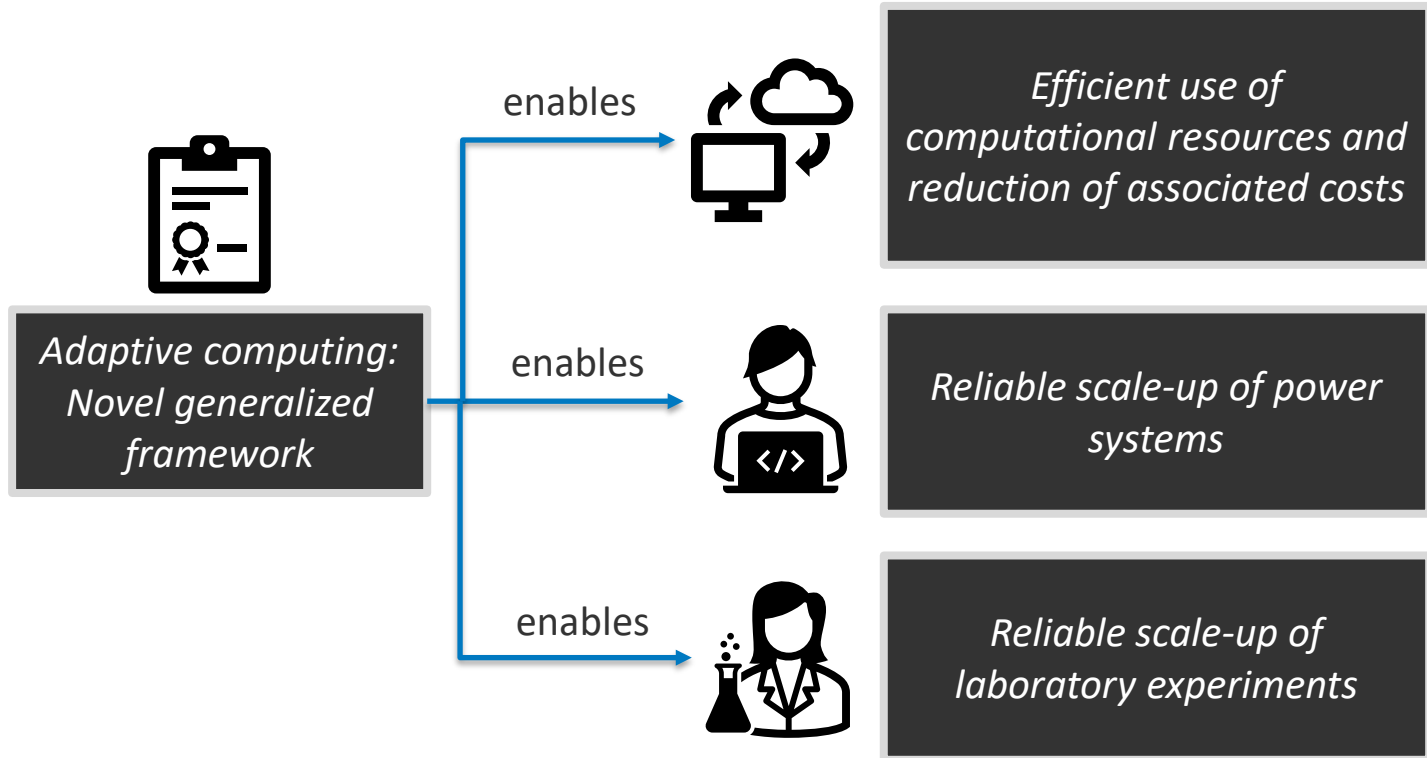 Adaptive computing:
Novel generalized
framework
enables
Efficient use of
computational resources and
reduction of associated costs
enables
</>
Reliable scale-up of power
systems
enables
Reliable scale-up of
laboratory experiments